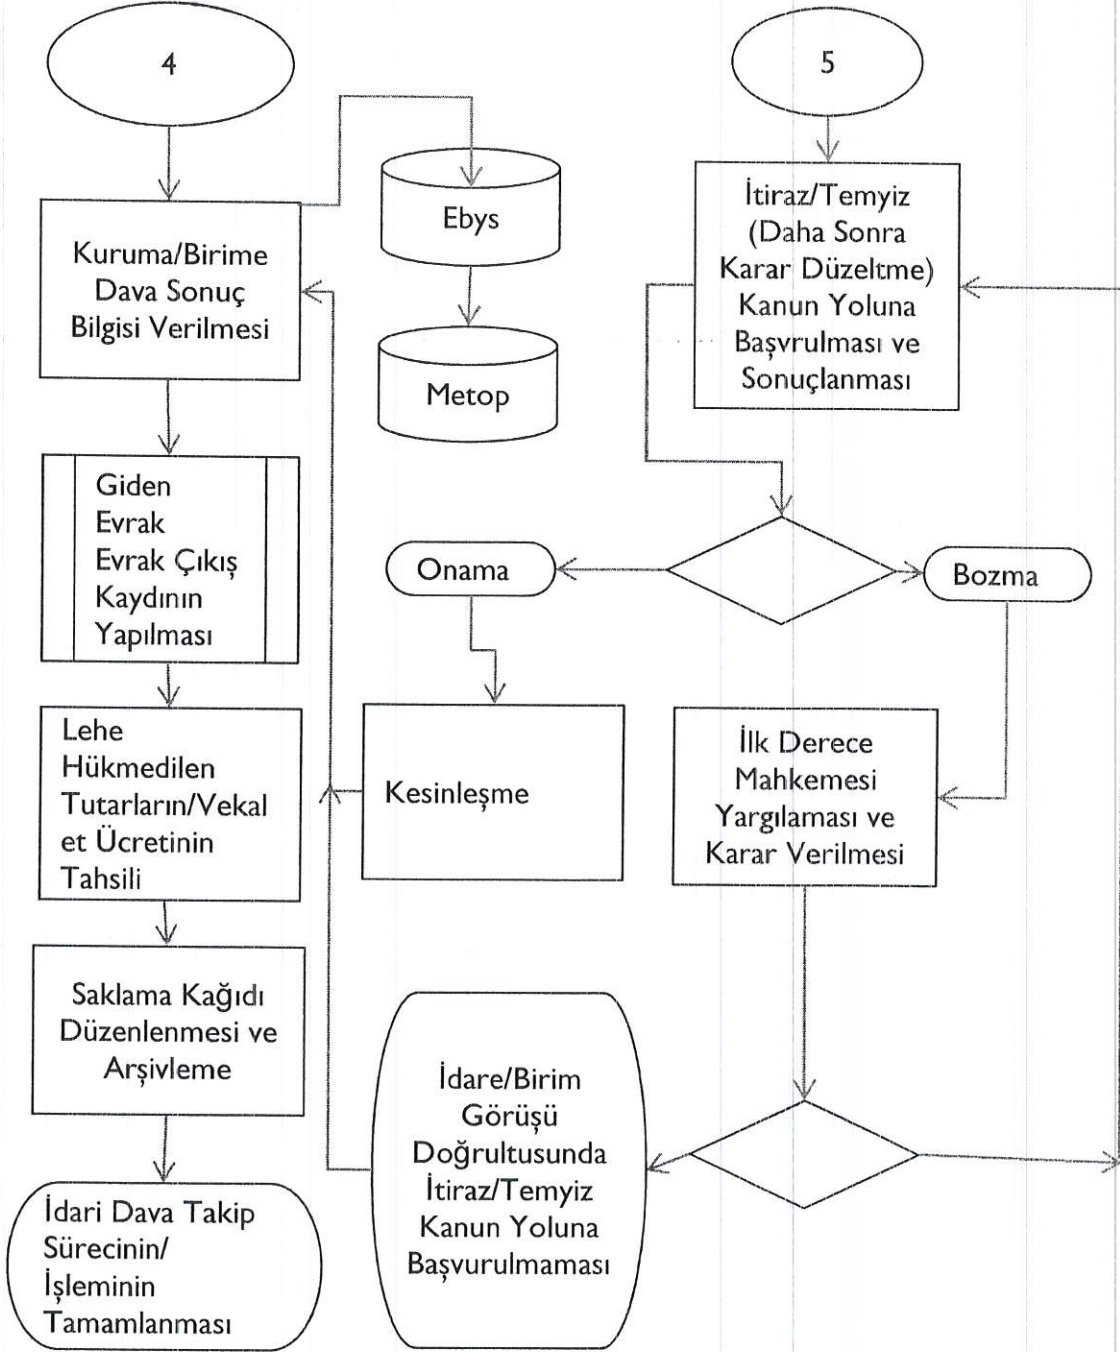 4
Kuruma/Birime
Dava Sonuç
Bilgisi Verilmesi
Giden
Evrak
Evrak Çıkış
Kaydının
Yapılması
Lehe
Hükmedilen
Tutarların/Vekal
et Ücretinin
Tahsili
Saklama Kağıdı
Düzenlenmesi ve
Arşivleme
İdari Dava Takip
Sürecinin/
İşleminin
Tamamlanması
Ebys
Metop
5
İtiraz/Temyiz
(Daha Sonra
Karar Düzeltme)
Kanun Yoluna
Başvrulması ve
Sonuçlanması
Onama
Bozma
Kesinleşme
İlk Derece
Mahkemesi
Yargılaması ve
Karar Verilmesi
İdare/Birim
Görüşü
Doğrultusunda
İtiraz/Temyiz
Kanun Yoluna
Başvurulmaması